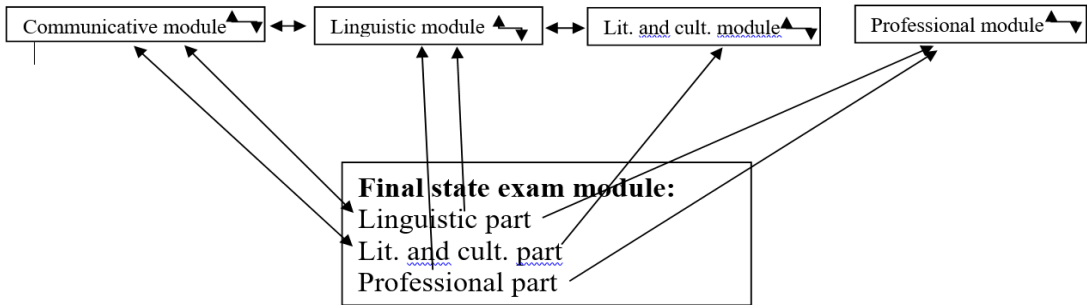 Communicative module
Linguistic module
Lit. and cult. module
Professional module
Final state exam module:
Linguistic part
Lit. and cult. part
Professional part